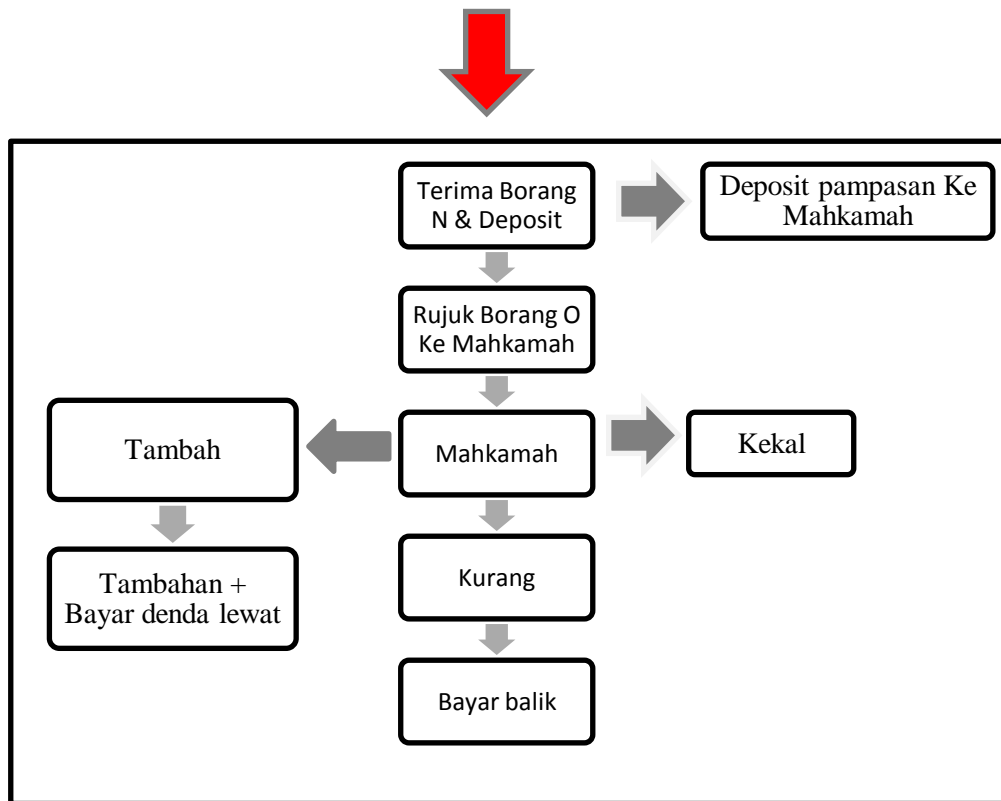 Terima Borang
N & Deposit
Deposit pampasan Ke
Mahkamah
Rujuk Borang O
Ke Mahkamah
Tambah
Mahkamah
Kekal
Tambahan +
Bayar denda lewat
Kurang
Bayar balik